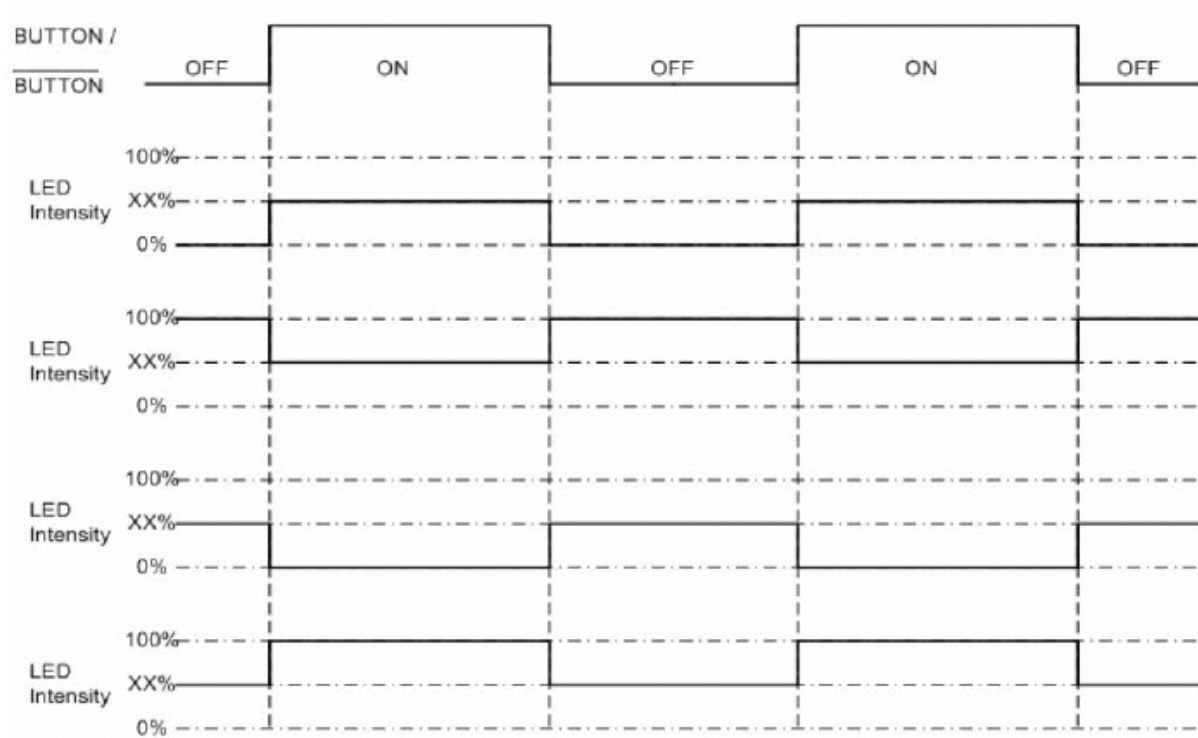 BUTTON /
BUTTON
OFF ON OFF ON OFF
100%
LED
Intensity
XX%
0%
100%
LED
Intensity
XX%
0%
100%
LED
Intensity
XX%
0%
100%
LED
Intensity
XX%
0%